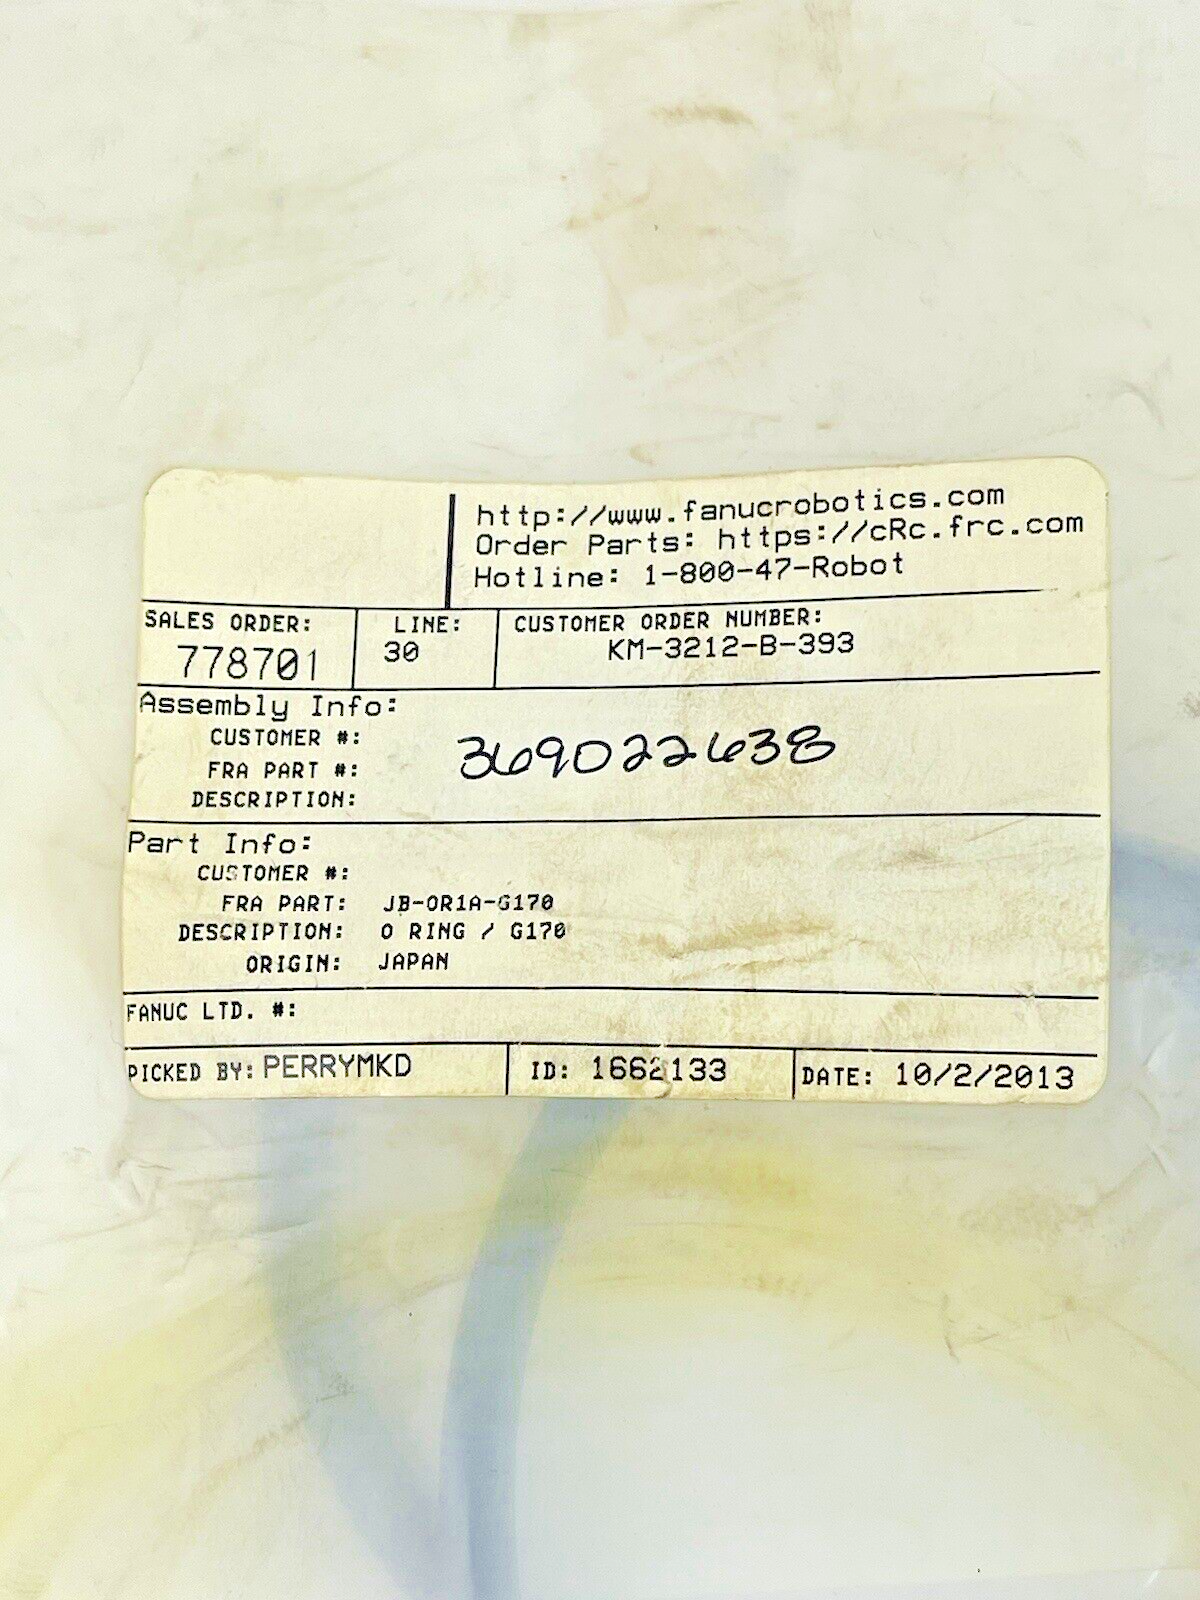 http://www.fanucrobotics.com
Order Parts: https://cRc.frc.com
Hotline: 1-800-47-Robot
SALES ORDER: LINE: CUSTOMER ORDER NUMBER:
778701 30 KM-3212-B-393
Assembly Info:
CUSTOMER #:
369022638
FRA PART #:
DESCRIPTION:
Part Info:
CUSTOMER #:
FRA PART: JB-OR1A-G170
DESCRIPTION: O RING / G170
ORIGIN: JAPAN
FANUC LTD. #:
PICKED BY: PERRYMKD ID: 1662133 DATE: 10/2/2013